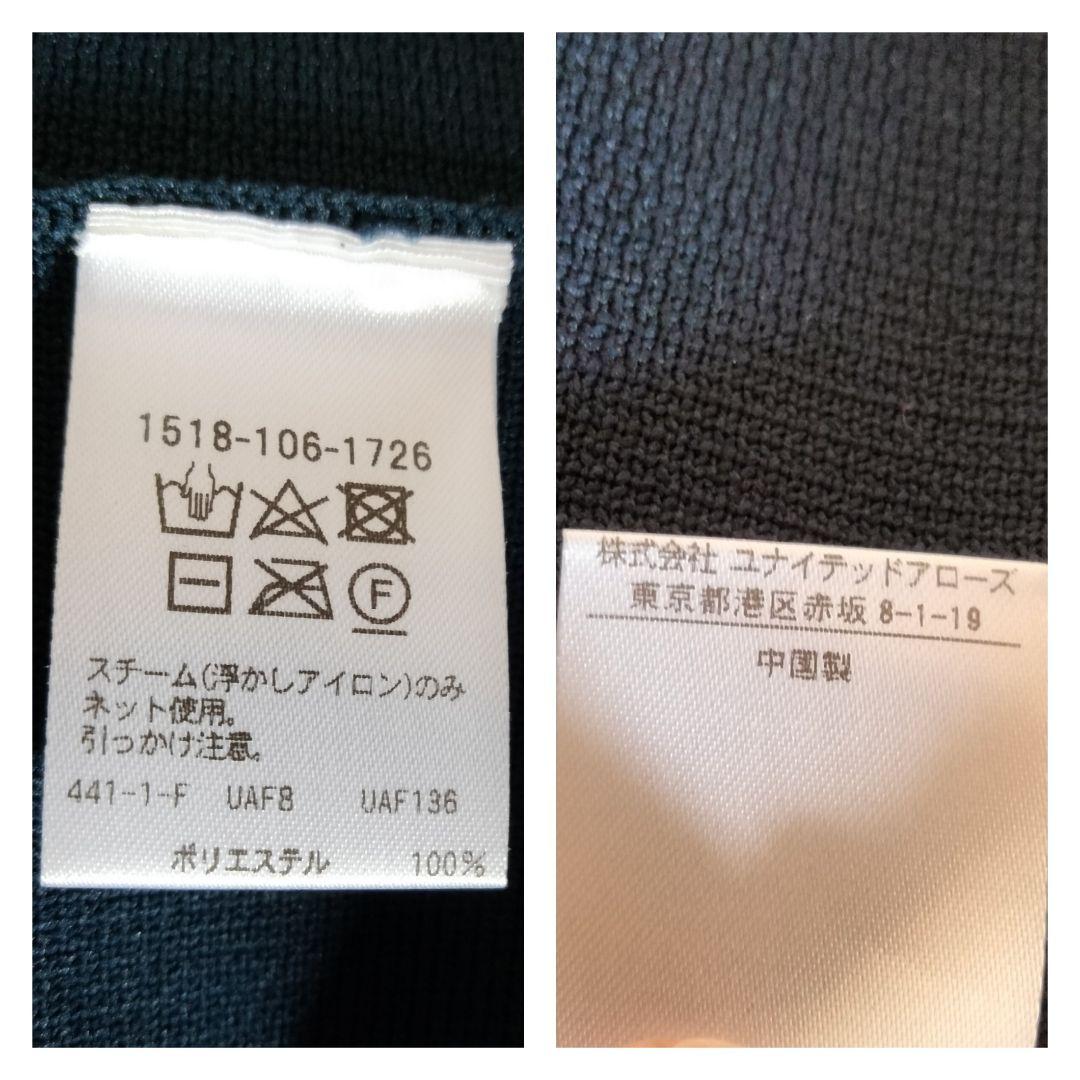 1518-106-1726
F
スチーム(浮かしアイロン)のみ
ネット使用。
引っかけ注意。
441-1-F UAF8 UAF136
ポリエステル 100%
株式会社 ユナイテッドアローズ
東京都港区赤坂 8-1-19
中国製